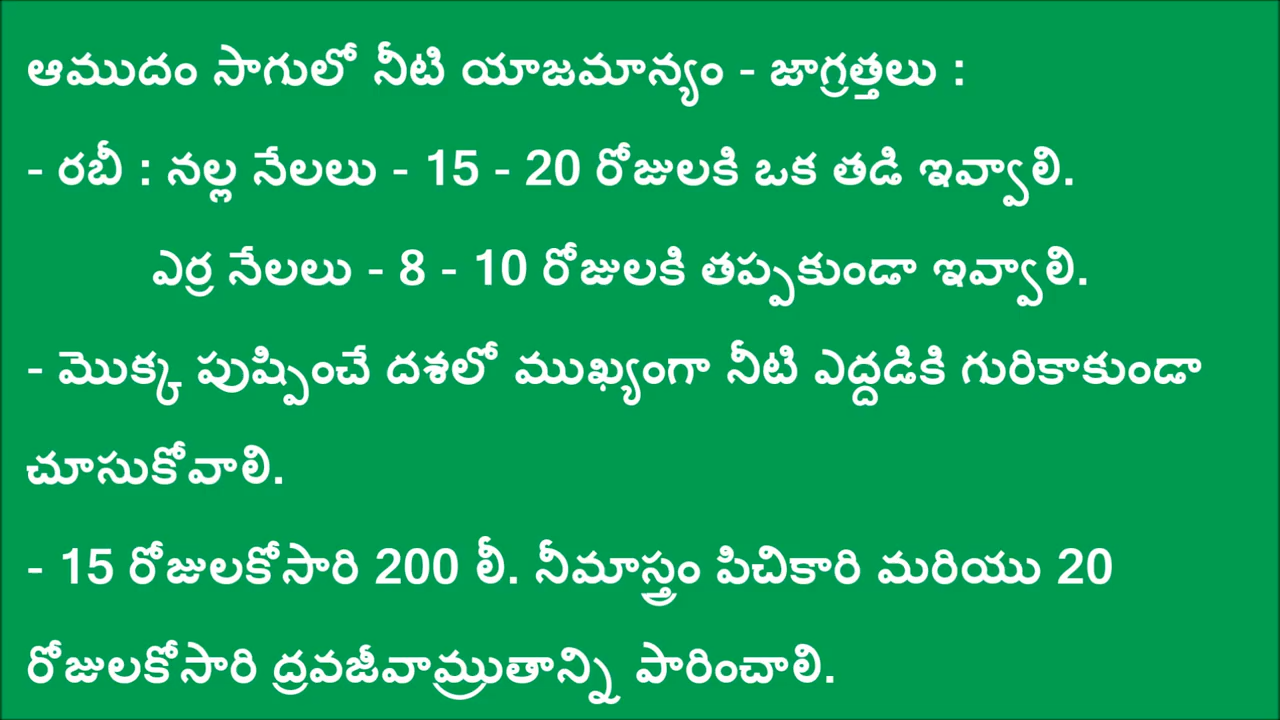 ఆముదం సాగులో నీటి యాజమాన్యం - జాగ్రత్తలు :
- రబీ : నల్ల నేలలు - 15 - 20 రోజులకి ఒక తడి ఇవ్వాలి.
ఎర్ర నేలలు - 8 - 10 రోజులకి తప్పకుండా ఇవ్వాలి.
- మొక్క పుష్పించే దశలో ముఖ్యంగా నీటి ఎద్దడికి గురికాకుండా
చూసుకోవాలి.
- 15 రోజులకోసారి 200 లీ. నీమాస్త్రం పిచికారి మరియు 20
రోజులకోసారి ద్రవజీవామ్రుతాన్ని పారించాలి.